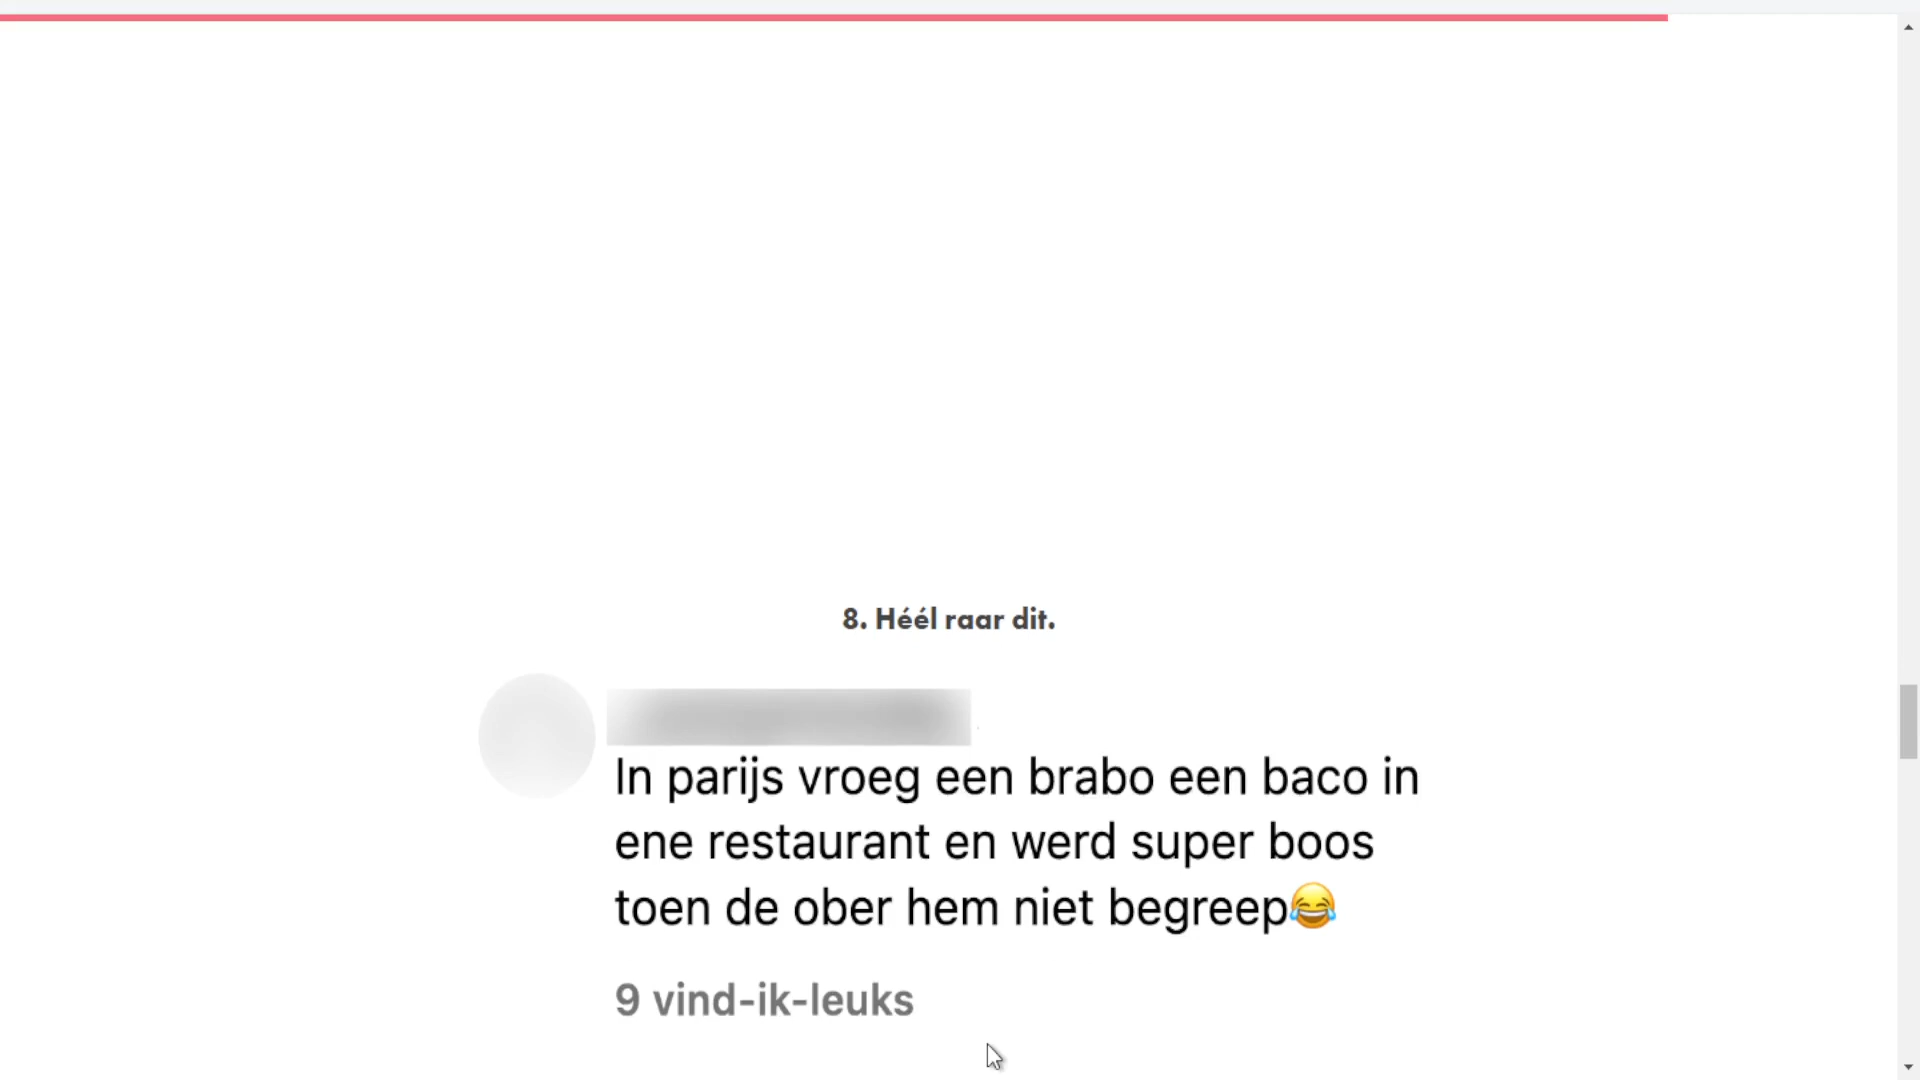 8. Héél raar dit.
In parijs vroeg een brabo een baco in
ene restaurant en werd super boos
toen de ober hem niet begreep😂
9 vind-ik-leuks